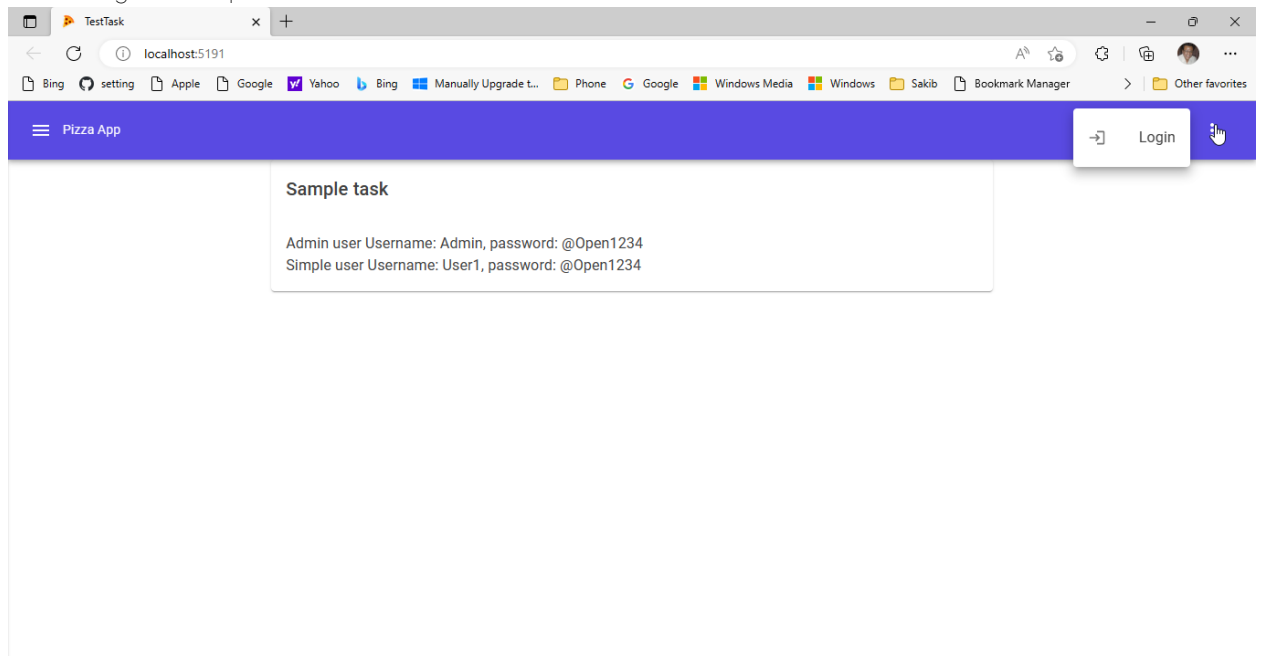 TestTask
localhost:5191
Bing setting Apple Google Yahoo Bing Manually Upgrade t... Phone Google Windows Media Windows Sakib Bookmark Manager Other favorites
Pizza App
Login
Sample task
Admin user Username: Admin, password: @Open1234
Simple user Username: User1, password: @Open1234